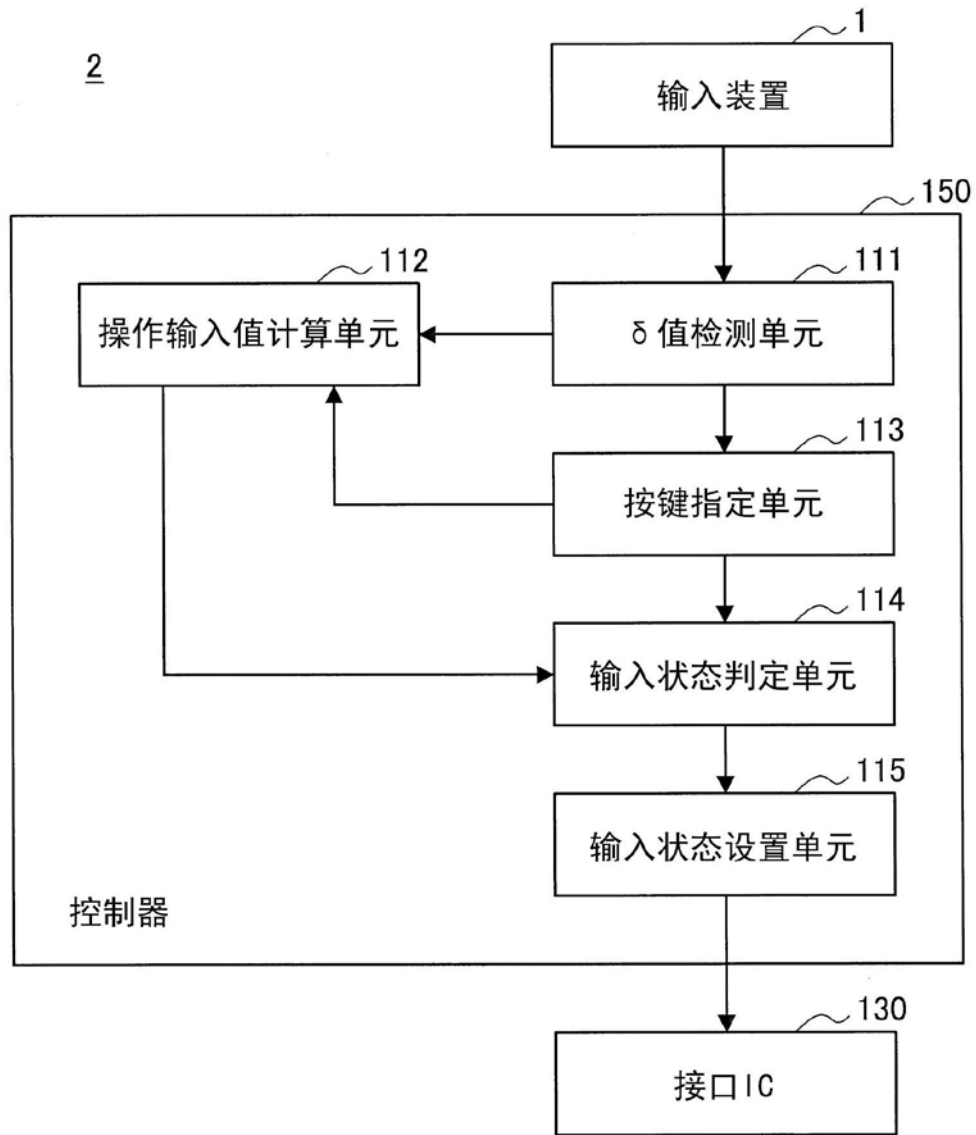 2
1
输入装置
150
112
操作输入值计算单元
111
δ值检测单元
113
按键指定单元
114
输入状态判定单元
115
输入状态设置单元
控制器
130
接口IC